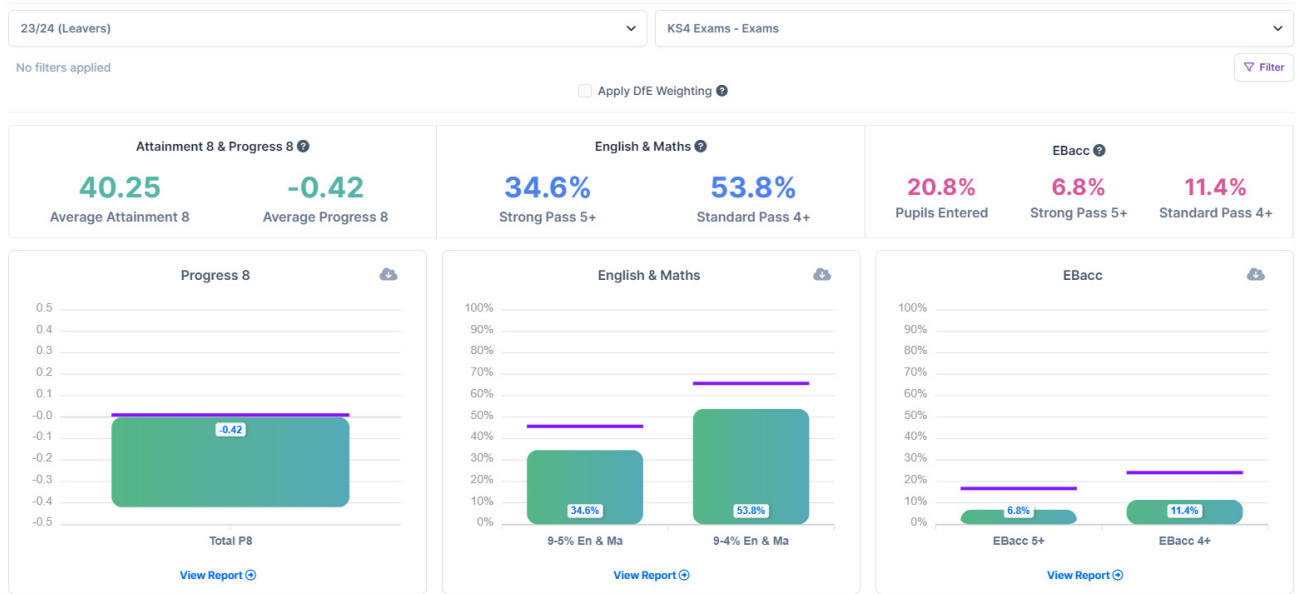 23/24 (Leavers)
KS4 Exams - Exams
No filters applied
Filter
Apply DfE Weighting ?
Attainment 8 & Progress 8 ?
40.25
-0.42
Average Attainment 8
Average Progress 8
English & Maths ?
34.6%
53.8%
Strong Pass 5+
Standard Pass 4+
EBacc ?
20.8%
6.8%
11.4%
Pupils Entered
Strong Pass 5+
Standard Pass 4+
Progress 8
0.5
0.4
0.3
0.2
0.1
-0.0
-0.1
-0.2
-0.3
-0.4
-0.5
-0.42
Total P8
View Report
English & Maths
100%
90%
80%
70%
60%
50%
40%
30%
20%
10%
0%
34.6%
53.8%
9-5% En & Ma
9-4% En & Ma
View Report
EBacc
100%
90%
80%
70%
60%
50%
40%
30%
20%
10%
0%
6.8%
11.4%
EBacc 5+
EBacc 4+
View Report